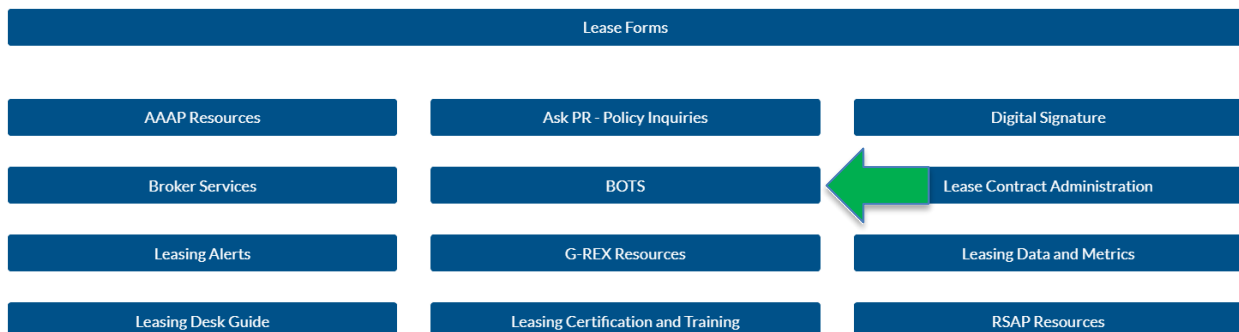 Lease Forms
AAAP Resources
Ask PR - Policy Inquiries
Digital Signature
Broker Services
BOTS
Lease Contract Administration
Leasing Alerts
G-REX Resources
Leasing Data and Metrics
Leasing Desk Guide
Leasing Certification and Training
RSAP Resources